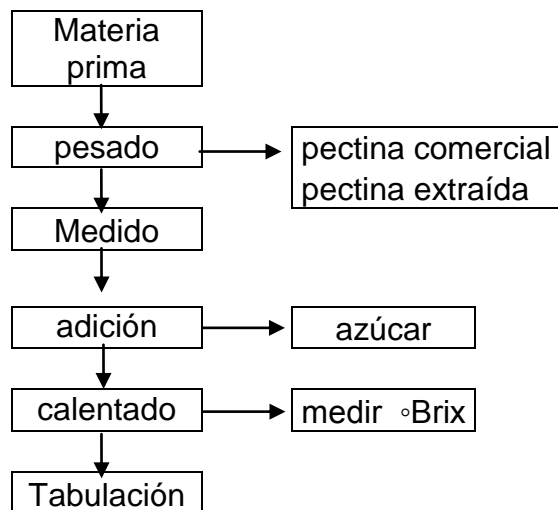 Materia
prima
pesado
pectina comercial
pectina extraída
Medido
adición
azúcar
calentado
medir ◦Brix
Tabulación